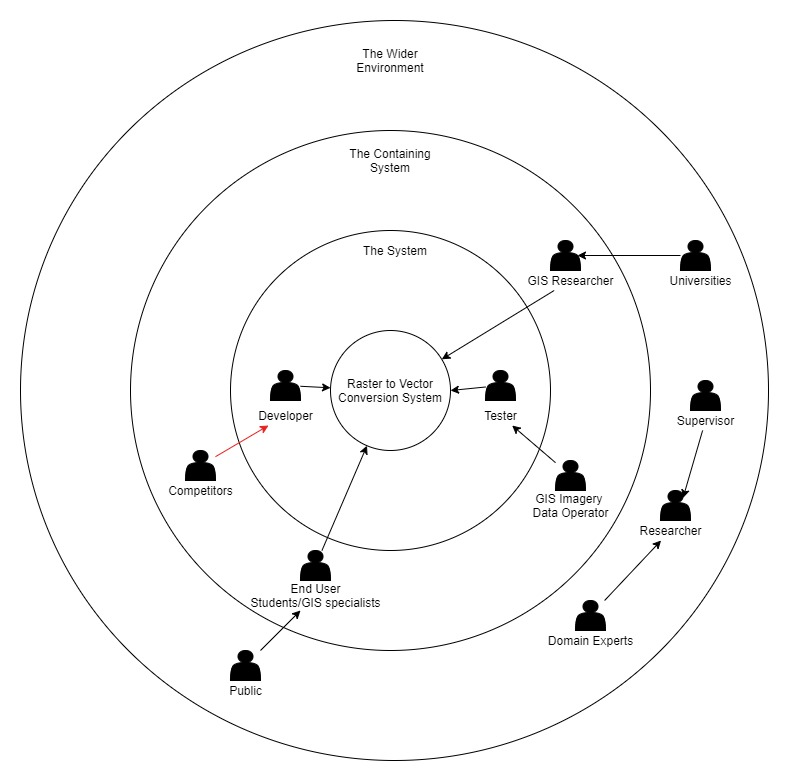 The Wider
Environment
The Containing
System
The System
GIS Researcher
Universities
Raster to Vector
Conversion System
Developer
Tester
Supervisor
Competitors
GIS Imagery
Data Operator
Researcher
End User
Students/GIS specialists
Domain Experts
Public